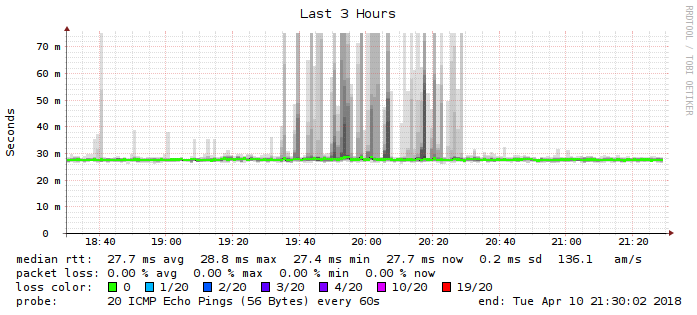 Last 3 Hours
RRDTOOL / TOBI OETIKER
Seconds
70 m
60 m
50 m
40 m
30 m
20 m
10 m
0
18:40 19:00 19:20 19:40 20:00 20:20 20:40 21:00 21:20
median rtt: 27.7 ms avg 28.8 ms max 27.4 ms min 27.7 ms now 0.2 ms sd 136.1 am/s
packet loss: 0.00 % avg 0.00 % max 0.00 % min 0.00 % now
loss color: 0 1/20 2/20 3/20 4/20 10/20 19/20
probe: 20 ICMP Echo Pings (56 Bytes) every 60s end: Tue Apr 10 21:30:02 2018